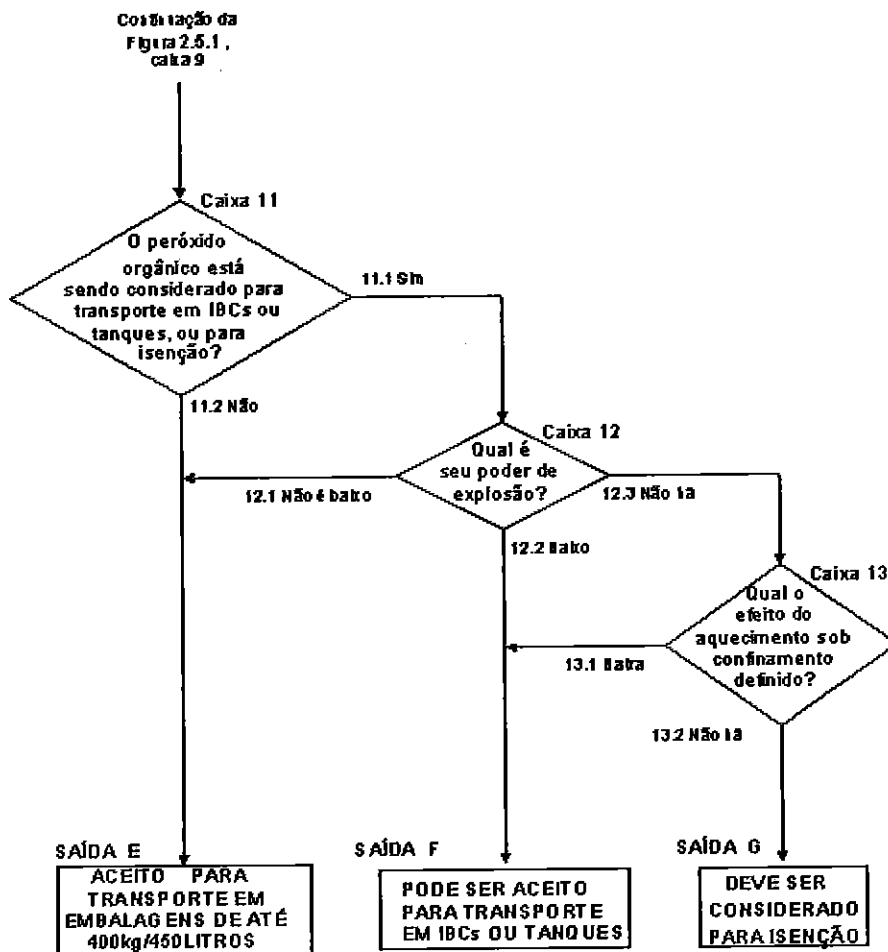 Continuação da
Figura 2.5.1 ,
caixa 9
Caixa 11
O peróxido
orgânico está
sendo considerado para
transporte em IBCs ou
tanques, ou para
isenção?
11.1 Sim
11.2 Não
Caixa 12
Qual é
seu poder de
explosão?
12.1 Não é baixo
12.3 Não há
12.2 Baixo
Caixa 13
Qual o
efeito do
aquecimento sob
confinamento
definido?
13.1 Baixa
13.2 Não há
SAÍDA E
ACEITO PARA
TRANSPORTE EM
EMBALAGENS DE ATÉ
400kg/450LITROS
SAÍDA F
PODE SER ACEITO
PARA TRANSPORTE
EM IBCs OU TANQUES
SAÍDA G
DEVE SER
CONSIDERADO
PARA ISENÇÃO